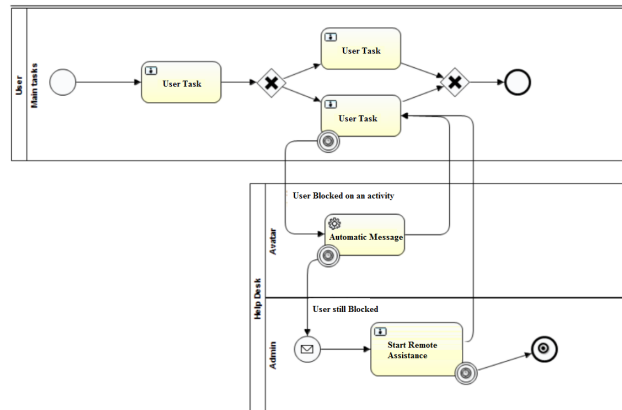 User
Main tasks
User Task
User Task
User Task
User Blocked on an activity
Help Desk
Avatar
Automatic Message
User still Blocked
Admin
Start Remote
Assistance